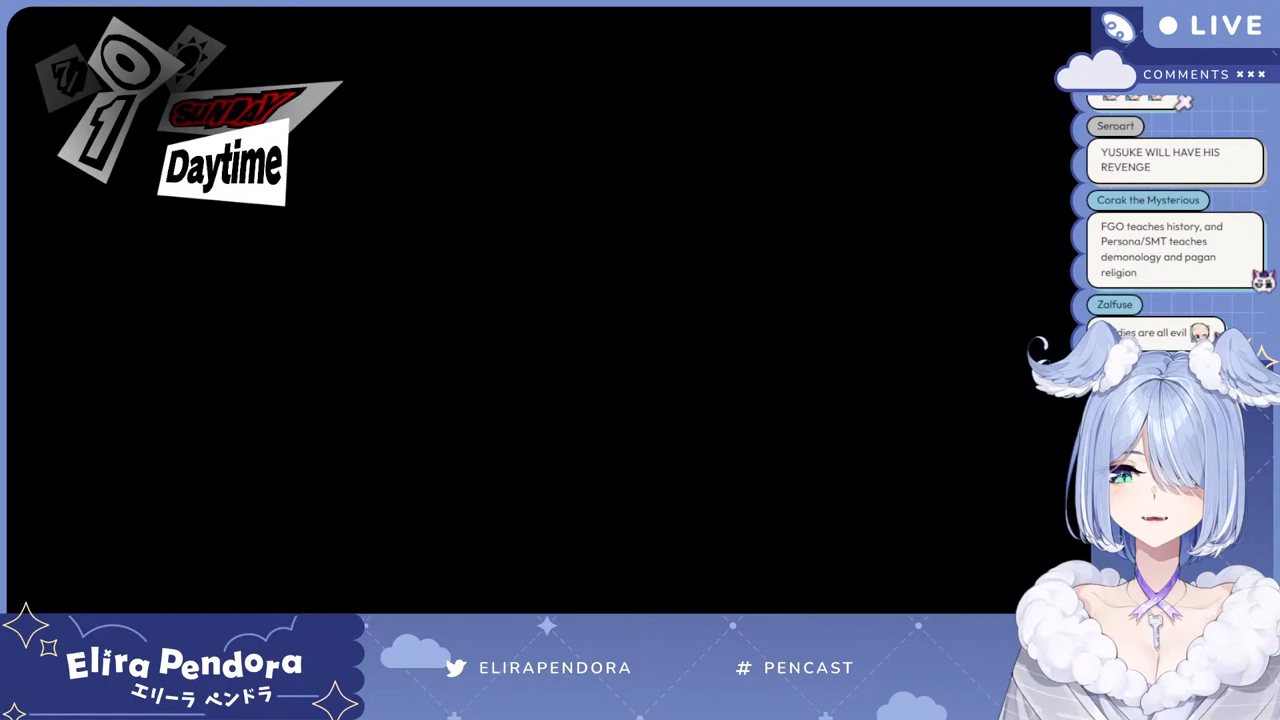 7/
0
1
SUNDAY
Daytime
LIVE
COMMENTS
Seroart
YUSUKE WILL HAVE HIS
REVENGE
Corak the Mysterious
FGO teaches history, and
Persona/SMT teaches
demonology and pagan
religion
Zalfuse
dies are all evil
Elira Pendora
エリーラ ペンドラ
ELIRAPENDORA
# PENCAST